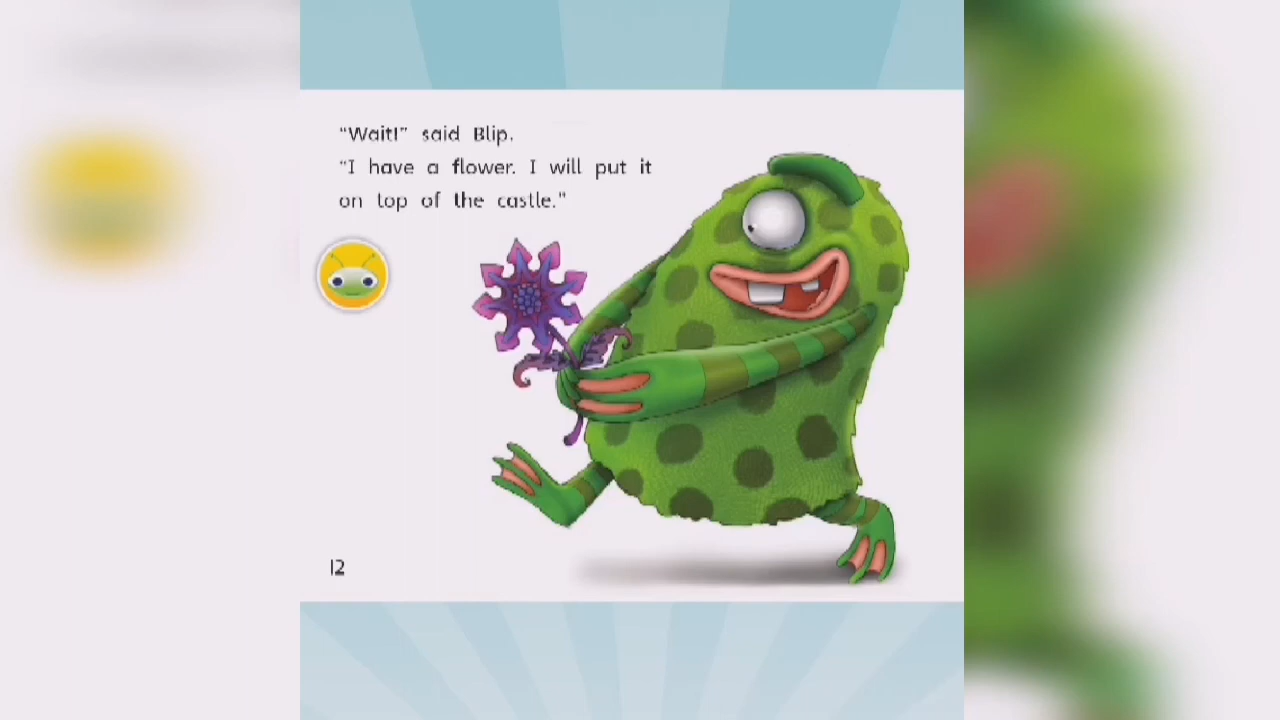 “Wait!” said Blip.
“I have a flower. I will put it
on top of the castle.”
12